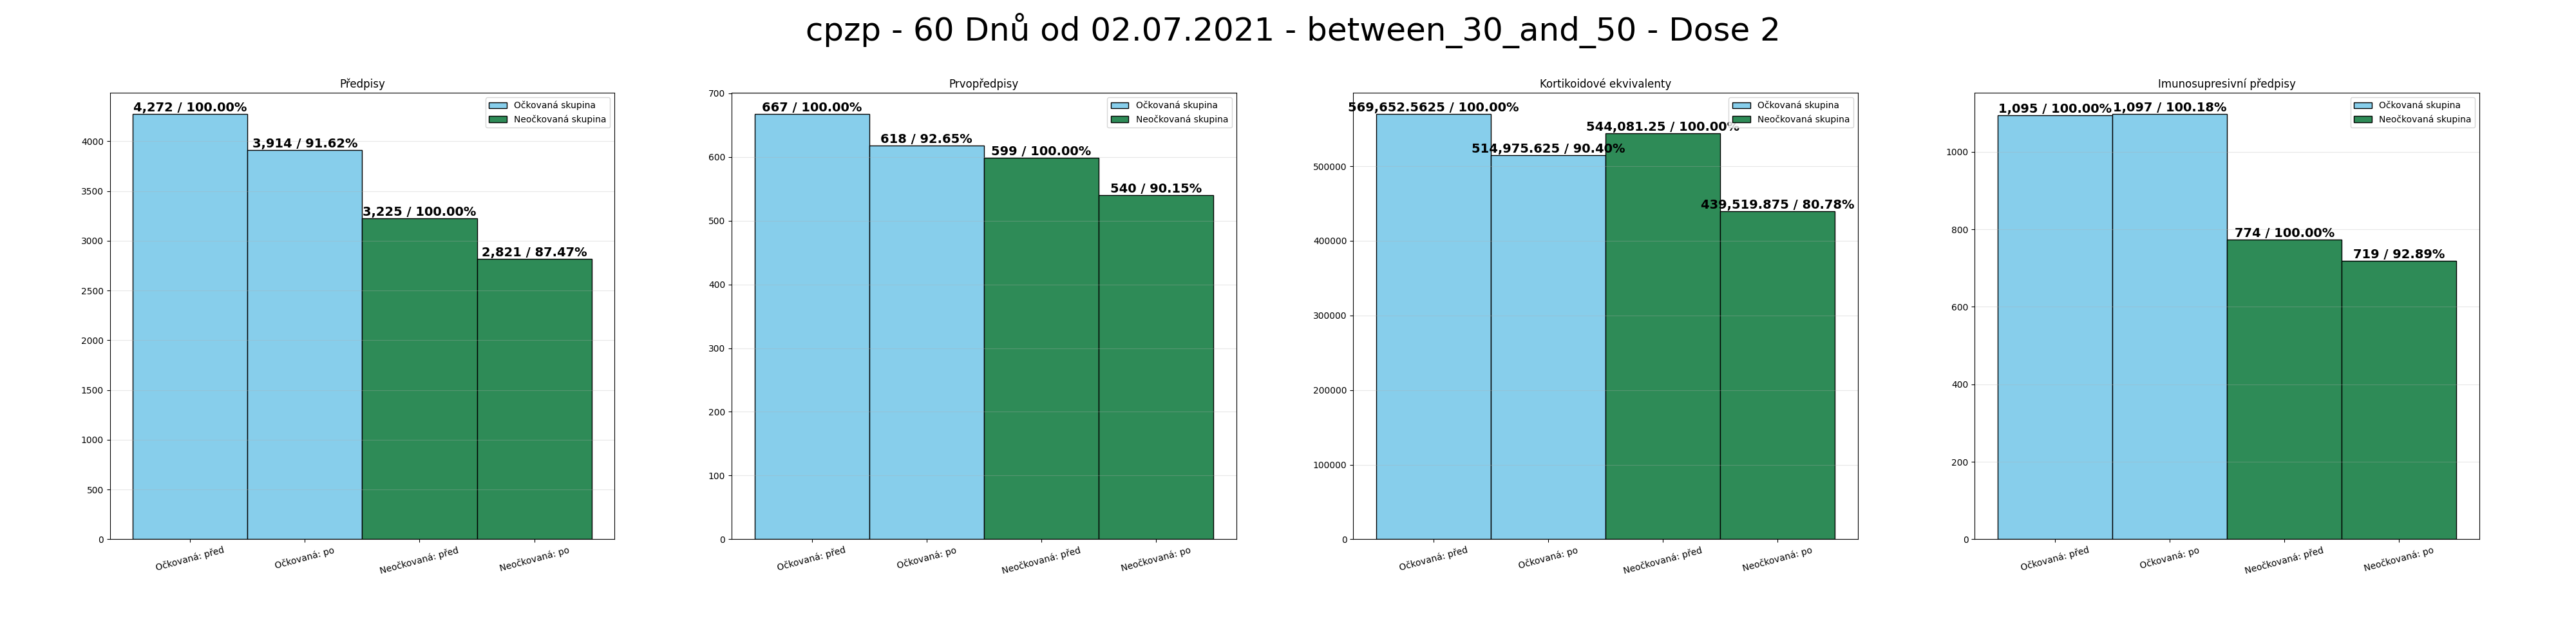 cpzp - 60 Dnů od 02.07.2021 - between_30_and_50 - Dose 2
Předpisy
4,272 / 100.00%
3,914 / 91.62%
3,225 / 100.00%
2,821 / 87.47%
Očkovaná skupina
Neočkovaná skupina
4000
3500
3000
2500
2000
1500
1000
500
0
Očkovaná: před
Očkovaná: po
Neočkovaná: před
Neočkovaná: po
Prvopředpisy
667 / 100.00%
618 / 92.65%
599 / 100.00%
540 / 90.15%
Očkovaná skupina
Neočkovaná skupina
700
600
500
400
300
200
100
0
Očkovaná: před
Očkovaná: po
Neočkovaná: před
Neočkovaná: po
Kortikoidové ekvivalenty
569,652.5625 / 100.00%
514,975.625 / 90.40%
544,081.25 / 100.00%
439,519.875 / 80.78%
Očkovaná skupina
Neočkovaná skupina
500000
400000
300000
200000
100000
0
Očkovaná: před
Očkovaná: po
Neočkovaná: před
Neočkovaná: po
Imunosupresivní předpisy
1,095 / 100.00%
1,097 / 100.18%
774 / 100.00%
719 / 92.89%
Očkovaná skupina
Neočkovaná skupina
1000
800
600
400
200
0
Očkovaná: před
Očkovaná: po
Neočkovaná: před
Neočkovaná: po